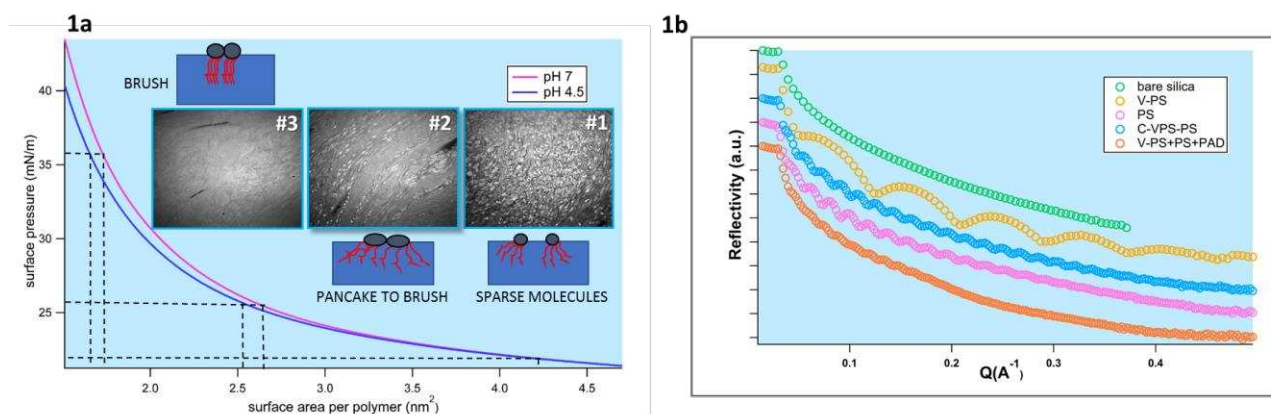 1a
BRUSH
pH 7
pH 4.5
#3
#2
#1
PANCAKE TO BRUSH
SPARSE MOLECULES
surface pressure (mN/m)
40
35
30
25
2.0
2.5
3.0
3.5
4.0
4.5
surface area per polymer (nm²)
1b
bare silica
V-PS
PS
C-VPS-PS
V-PS+PS+PAD
Reflectivity (a.u.)
0.1
0.2
0.3
0.4
Q(A⁻¹)